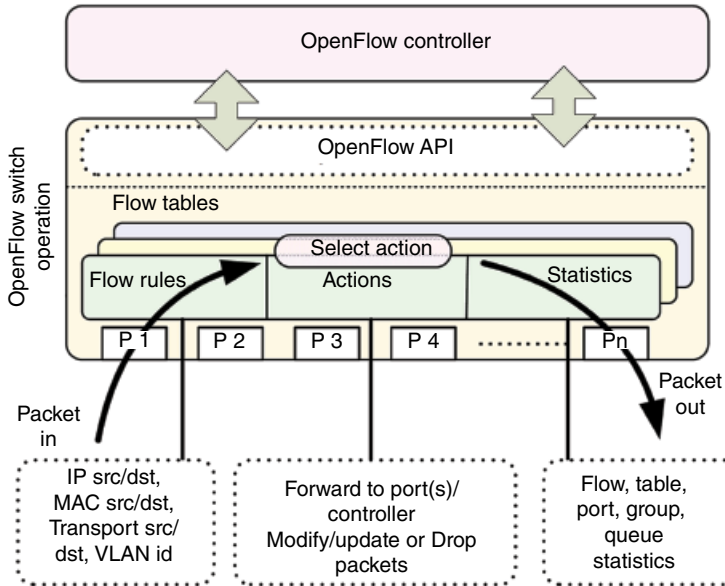 OpenFlow controller
OpenFlow API
OpenFlow switch
operation
Flow tables
Select action
Flow rules
Actions
Statistics
P 1
P 2
P 3
P 4
Pn
Packet
in
Packet
out
IP src/dst,
MAC src/dst,
Transport src/
dst, VLAN id
Forward to port(s)/
controller
Modify/update or Drop
packets
Flow, table,
port, group,
queue
statistics